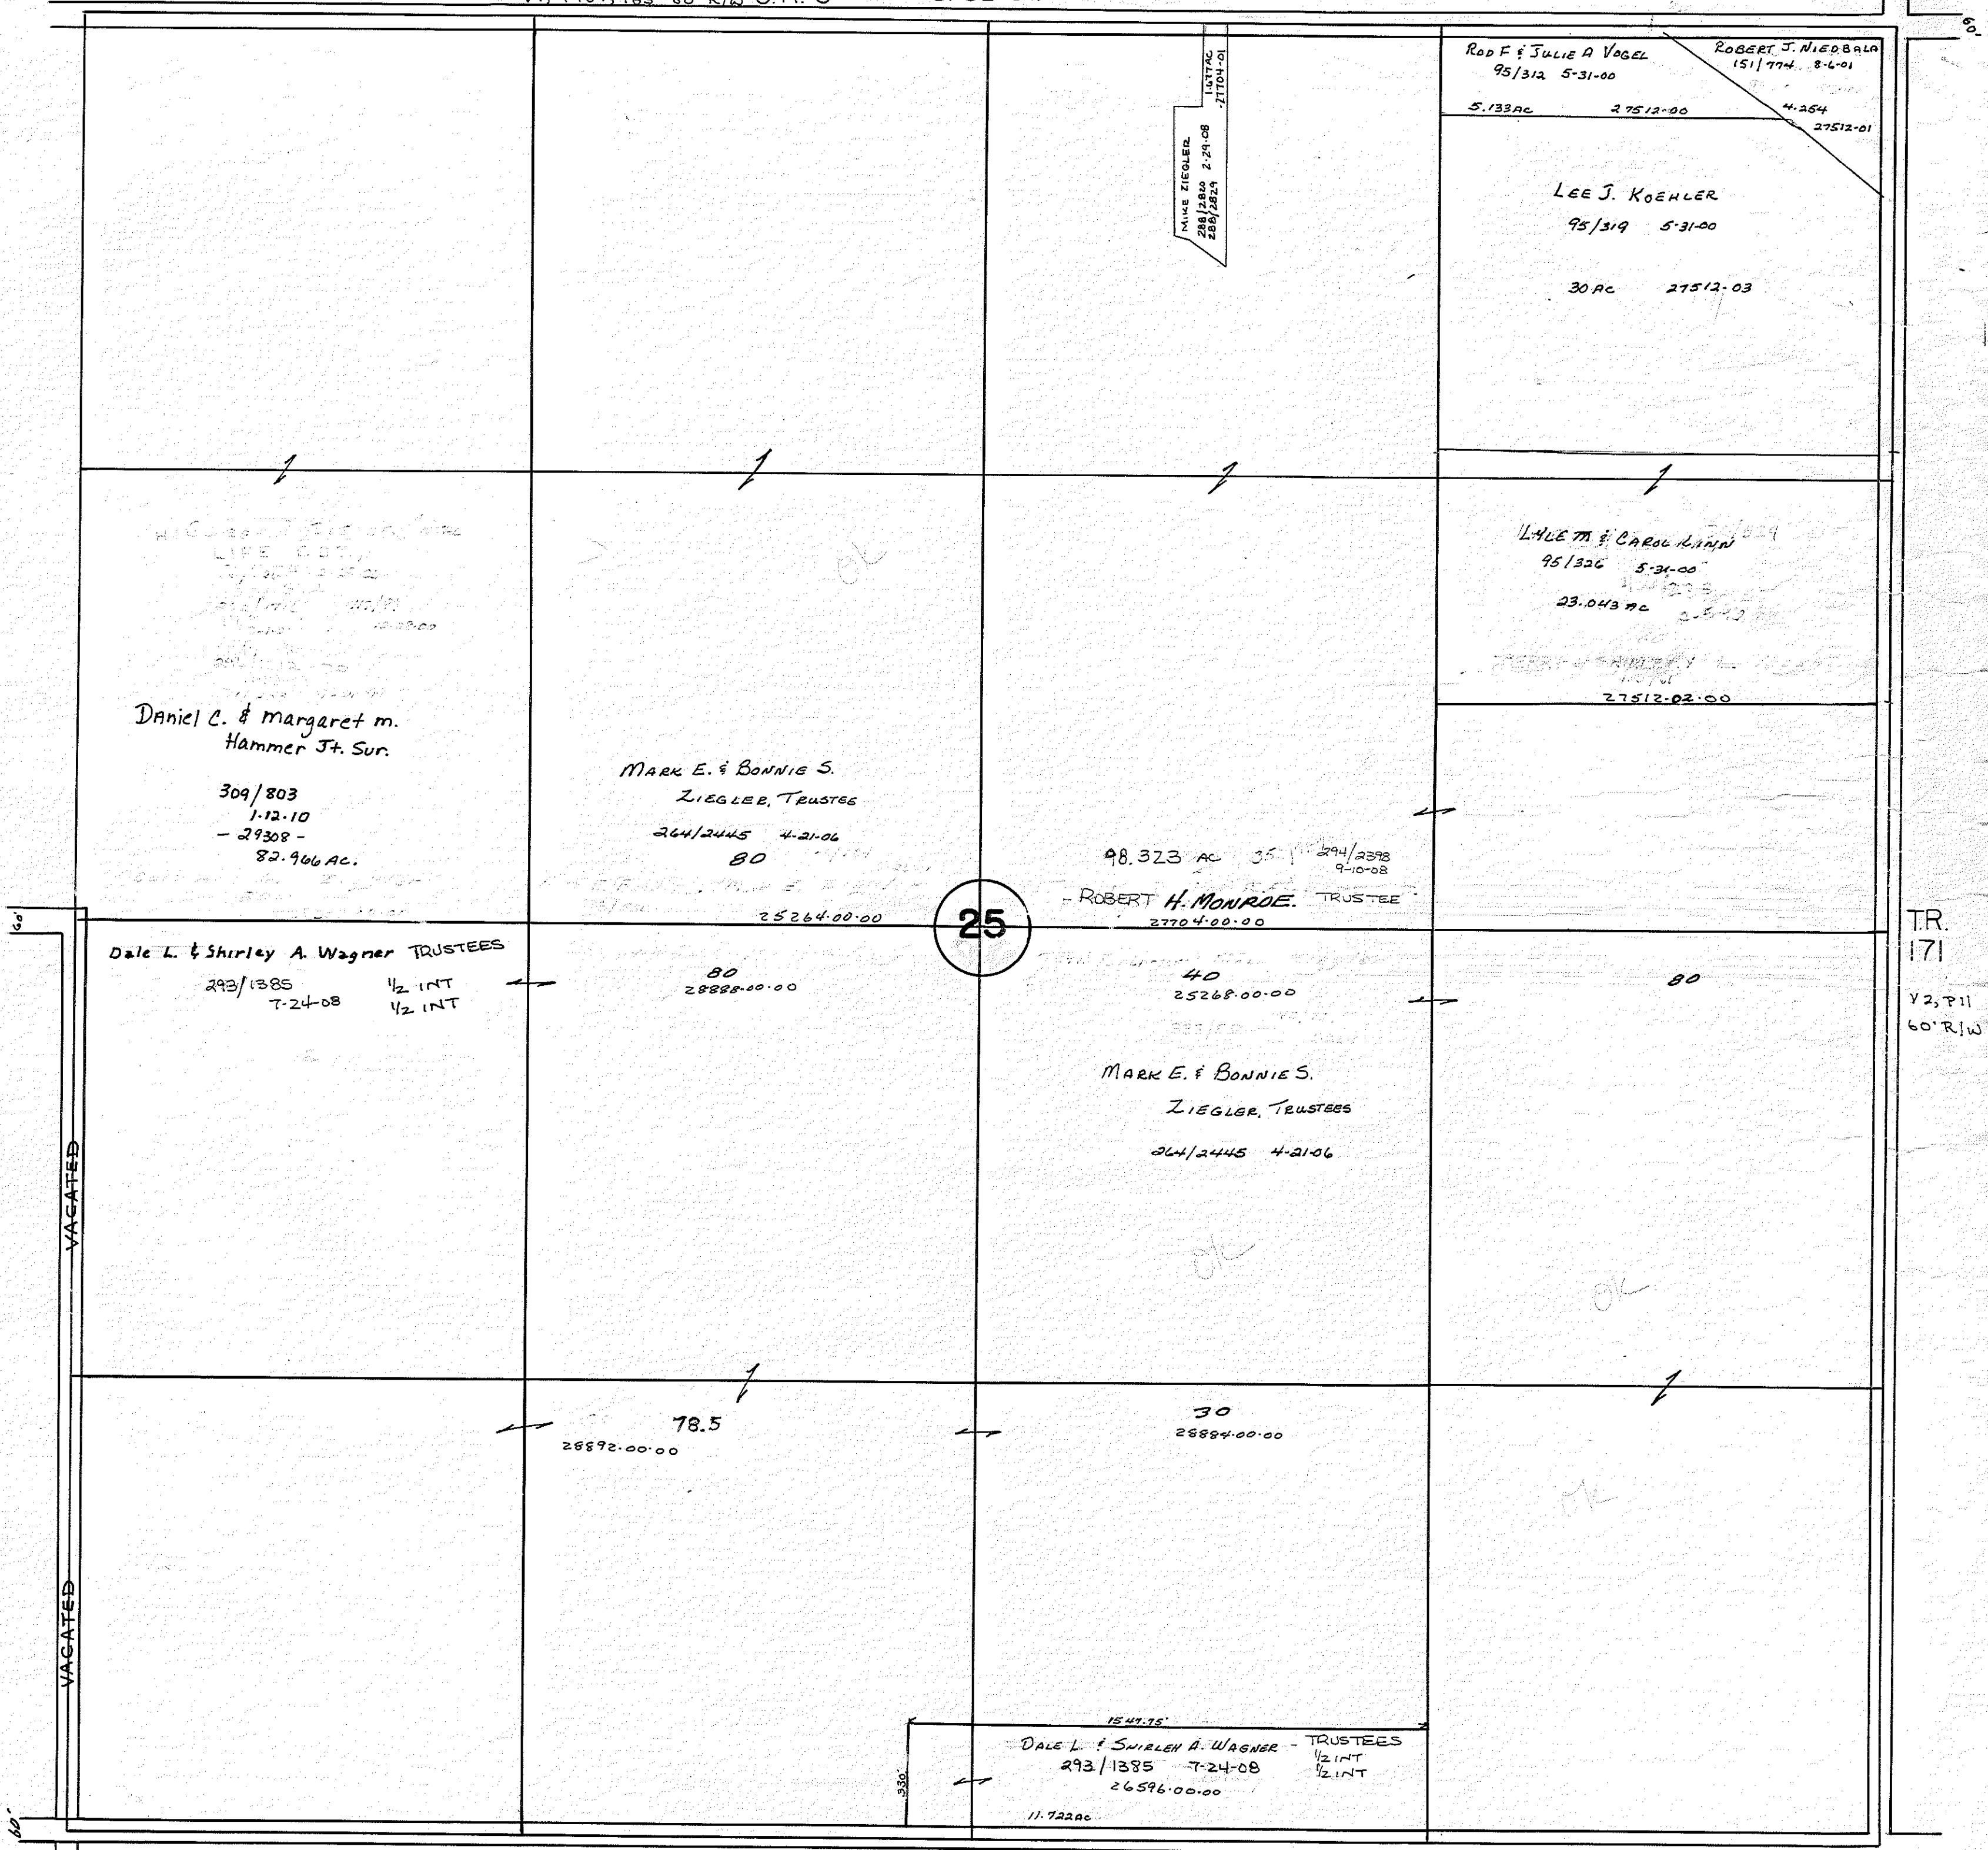 ROD F & JULIE A VOGEL
95/312 5-31-00
5.133AC 27512-00
ROBERT J. NIEDBALA
151/774 8-6-01
4.254
27512-01
60'
1.677AC
-27704-01
MIKE ZIEGLER
288/2820 2-29-08
288/2829
LEE J. KOEHLER
95/319 5-31-00
30 AC 27512-03
LYLE M & CAROL
95/326 5-31-00
23.043 AC
27512-02-00
Daniel C. & Margaret M.
Hammer Jt. Sur.
309/803
1-12-10
- 29308 -
82.966 AC.
MARK E. & BONNIE S.
ZIEGLER, TRUSTEE
264/2445 4-21-06
80
25264-00-00
98.323 AC 294/2398
9-10-08
- ROBERT H. MONROE. TRUSTEE
27704-00-00
25
60'
Dale L. & Shirley A. Wagner TRUSTEES
293/1385 1/2 INT
7-24-08 1/2 INT
80
28888-00-00
40
25268-00-00
80
T.R.
171
V2, P11
60' R/W
MARK E. & BONNIE S.
ZIEGLER, TRUSTEES
264/2445 4-21-06
VACATED
OK
OK
78.5
28892-00-00
30
28884-00-00
OK
VACATED
1547.75'
330'
DALE L. & SHIRLEY A. WAGNER - TRUSTEES
293/1385 7-24-08 1/2 INT
1/2 INT
26596-00-00
11.722AC
60'